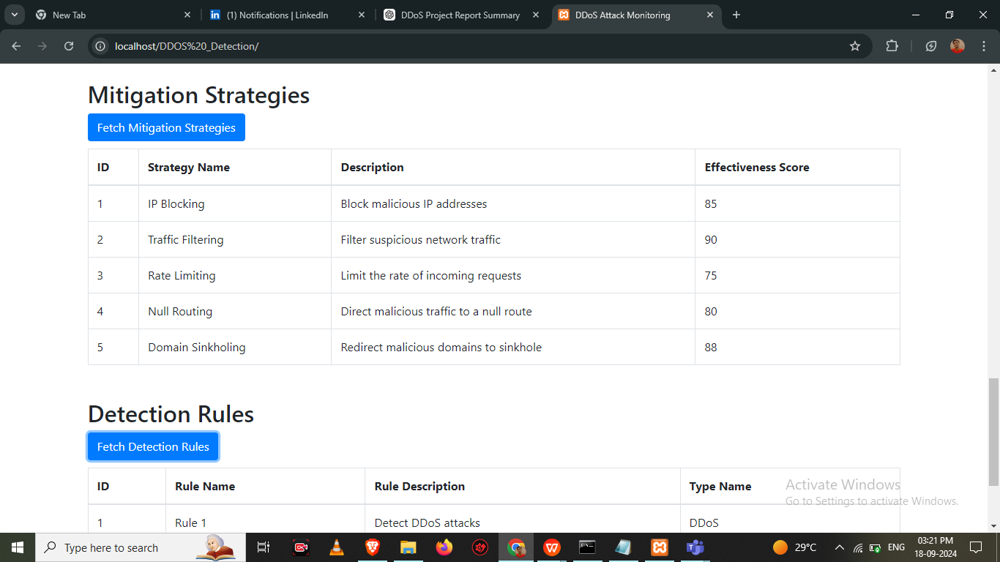 New Tab
(1) Notifications | LinkedIn
DDoS Project Report Summary
DDoS Attack Monitoring
localhost/DDOS%20_Detection/
Mitigation Strategies
Fetch Mitigation Strategies
ID Strategy Name Description Effectiveness Score
1 IP Blocking Block malicious IP addresses 85
2 Traffic Filtering Filter suspicious network traffic 90
3 Rate Limiting Limit the rate of incoming requests 75
4 Null Routing Direct malicious traffic to a null route 80
5 Domain Sinkholing Redirect malicious domains to sinkhole 88
Detection Rules
Fetch Detection Rules
ID Rule Name Rule Description Type Name
1 Rule 1 Detect DDoS attacks DDoS
Activate Windows
Go to Settings to activate Windows.
Type here to search
29°C
ENG
03:21 PM
18-09-2024